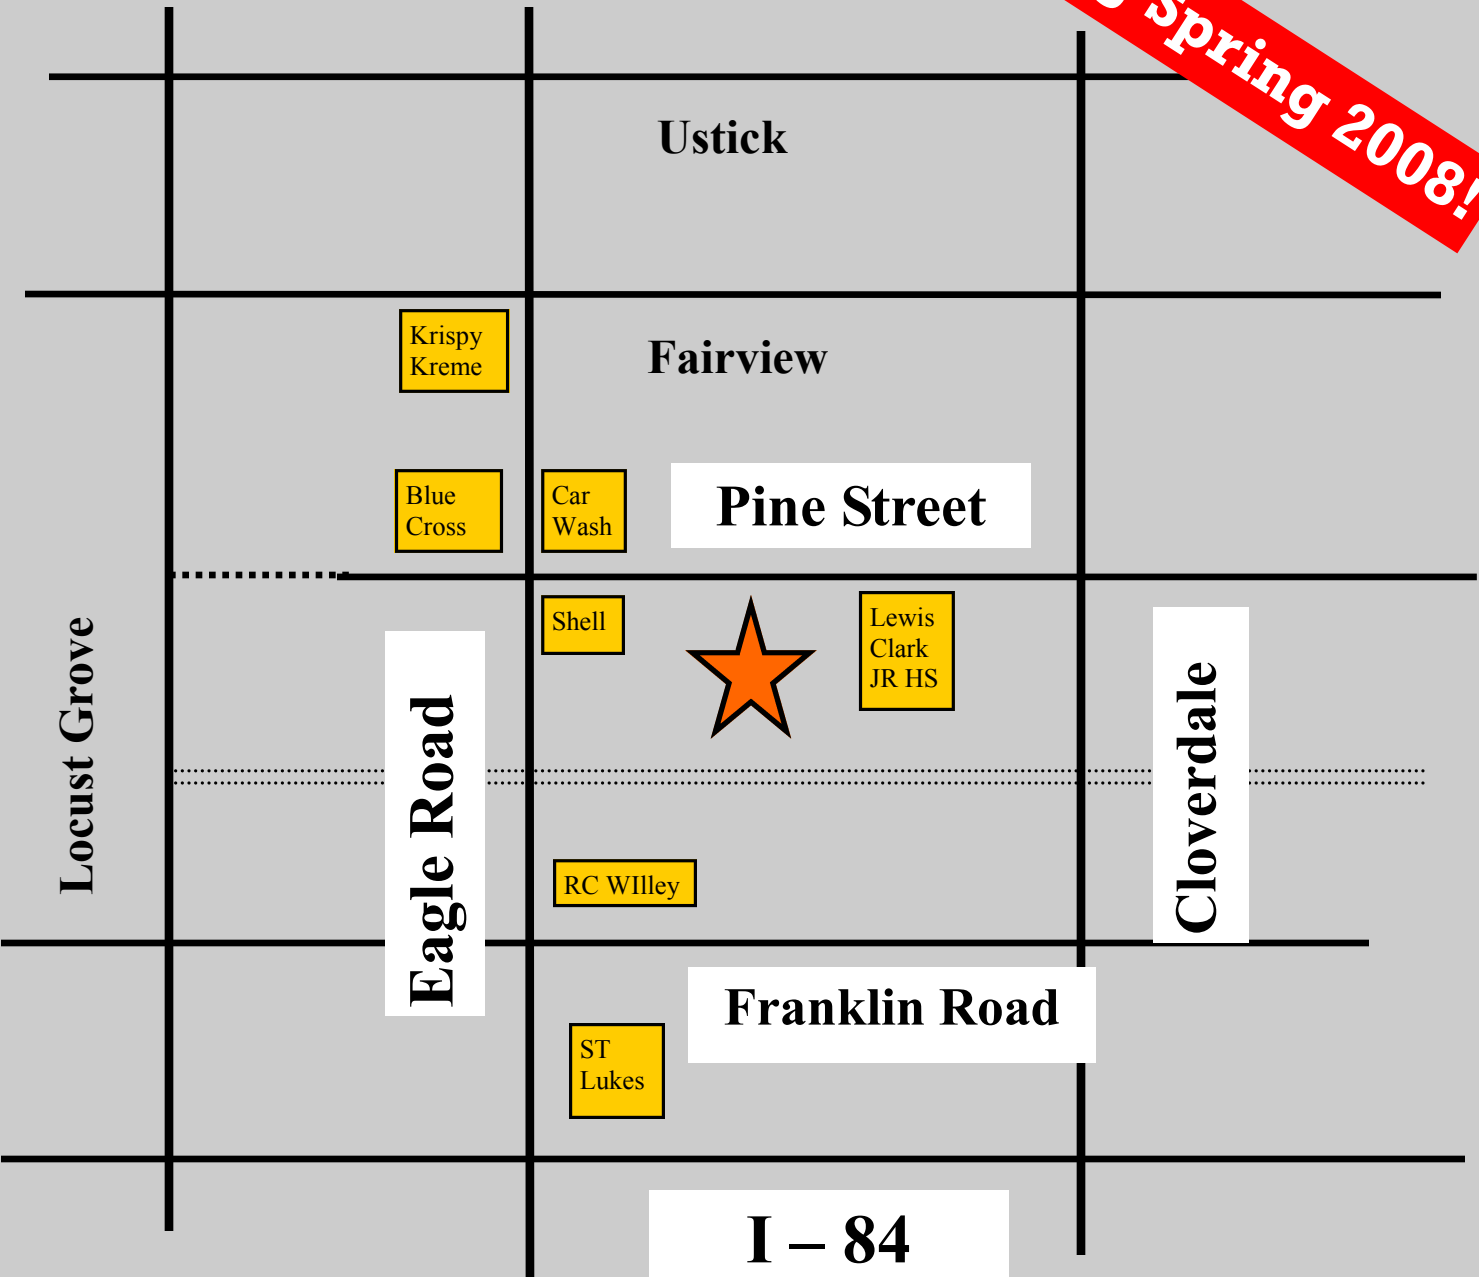 Spring 2008!
Ustick
Krispy
Kreme
Fairview
Blue
Cross
Car
Wash
Pine Street
Shell
Lewis
Clark
JR HS
Locust Grove
Eagle Road
Cloverdale
RC WIlley
Franklin Road
ST
Lukes
I – 84